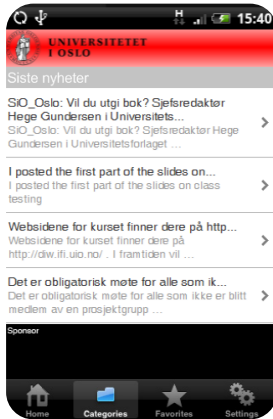 H
15:40
UNIVERSITETET
I OSLO
Siste nyheter
SiO_Oslo: Vil du utgi bok? Sjefsredaktør
Hege Gundersen i Universitets...
SiO_Oslo: Vil du utgi bok? Sjefsredaktør Hege
Gundersen i Universitetsforlaget ...
I posted the first part of the slides on...
I posted the first part of the slides on class
testing
Websidene for kurset finner dere på http...
Websidene for kurset finner dere på
http://diw.ifi.uio.no/ . I framtiden vil ...
Det er obligatorisk møte for alle som ik...
Det er obligatorisk møte for alle som ikke er blitt
medlem av en prosjektgrupp ...
Sponsor
Home Categories Favorites Settings